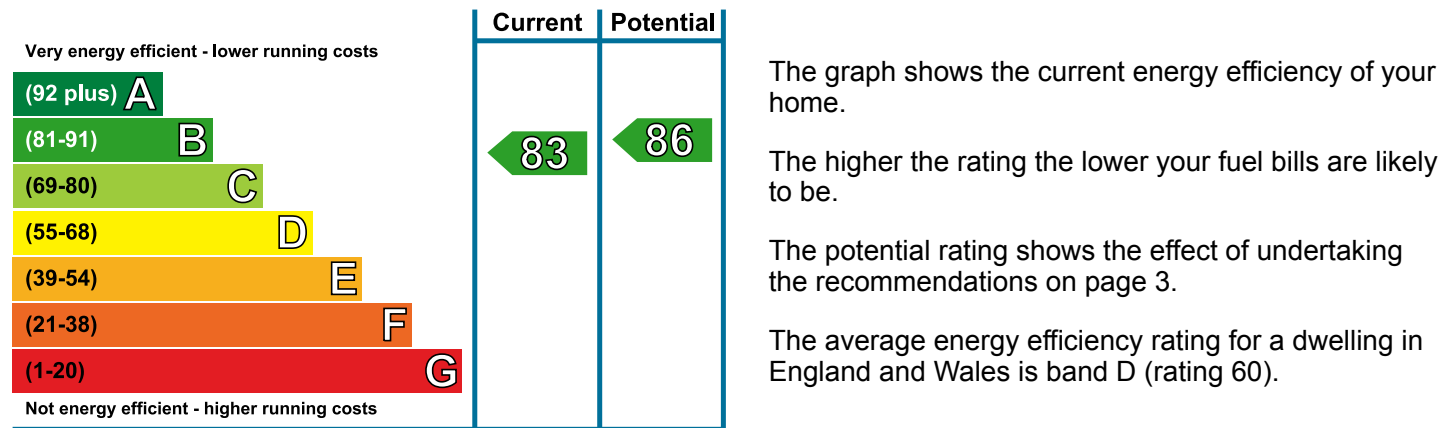 Current Potential
Very energy efficient - lower running costs
(92 plus) A
(81-91) B
(69-80) C
(55-68) D
(39-54) E
(21-38) F
(1-20) G
Not energy efficient - higher running costs
83
86
The graph shows the current energy efficiency of your
home.
The higher the rating the lower your fuel bills are likely
to be.
The potential rating shows the effect of undertaking
the recommendations on page 3.
The average energy efficiency rating for a dwelling in
England and Wales is band D (rating 60).